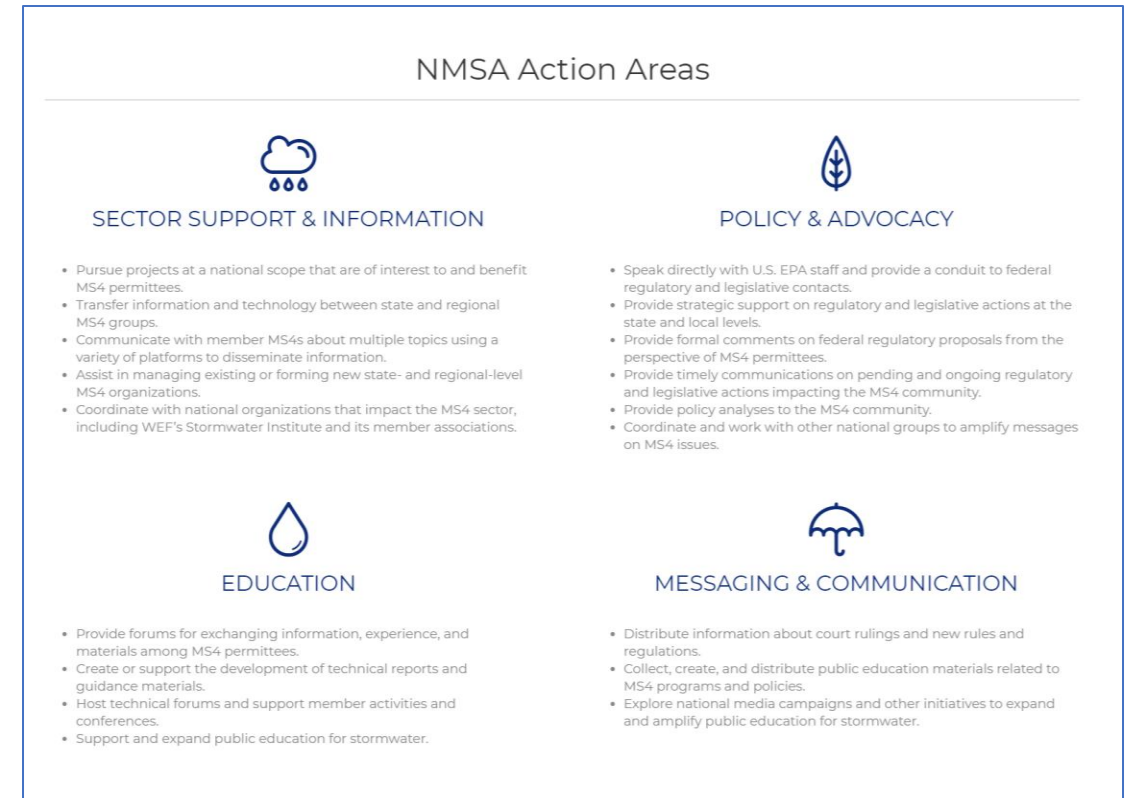 NMSA Action Areas
SECTOR SUPPORT & INFORMATION
• Pursue projects at a national scope that are of interest to and benefit
MS4 permittees.
• Transfer information and technology between state and regional
MS4 groups.
• Communicate with member MS4s about multiple topics using a
variety of platforms to disseminate information.
• Assist in managing existing or forming new state- and regional-level
MS4 organizations.
• Coordinate with national organizations that impact the MS4 sector,
including WEF's Stormwater Institute and its member associations.
POLICY & ADVOCACY
• Speak directly with U.S. EPA staff and provide a conduit to federal
regulatory and legislative contacts.
• Provide strategic support on regulatory and legislative actions at the
state and local levels.
• Provide formal comments on federal regulatory proposals from the
perspective of MS4 permittees.
• Provide timely communications on pending and ongoing regulatory
and legislative actions impacting the MS4 community.
• Provide policy analyses to the MS4 community.
• Coordinate and work with other national groups to amplify messages
on MS4 issues.
EDUCATION
• Provide forums for exchanging information, experience, and
materials among MS4 permittees.
• Create or support the development of technical reports and
guidance materials.
• Host technical forums and support member activities and
conferences.
• Support and expand public education for stormwater.
MESSAGING & COMMUNICATION
• Distribute information about court rulings and new rules and
regulations.
• Collect, create, and distribute public education materials related to
MS4 programs and policies.
• Explore national media campaigns and other initiatives to expand
and amplify public education for stormwater.